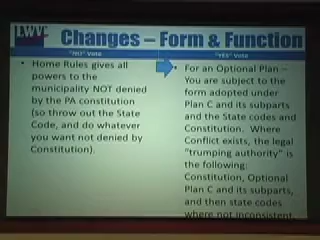 LWV
Changes – Form & Function
"NO" Vote
"YES" Vote
• Home Rules gives all
powers to the
municipality NOT denied
by the PA constitution
(so throw out the State
Code, and do whatever
you want not denied by
Constitution).
• For an Optional Plan –
You are subject to the
form adopted under
Plan C and its subparts
and the State codes and
Constitution. Where
Conflict exists, the legal
"trumping authority" is
the following:
Constitution, Optional
Plan C and its subparts,
and then state codes
where not inconsistent